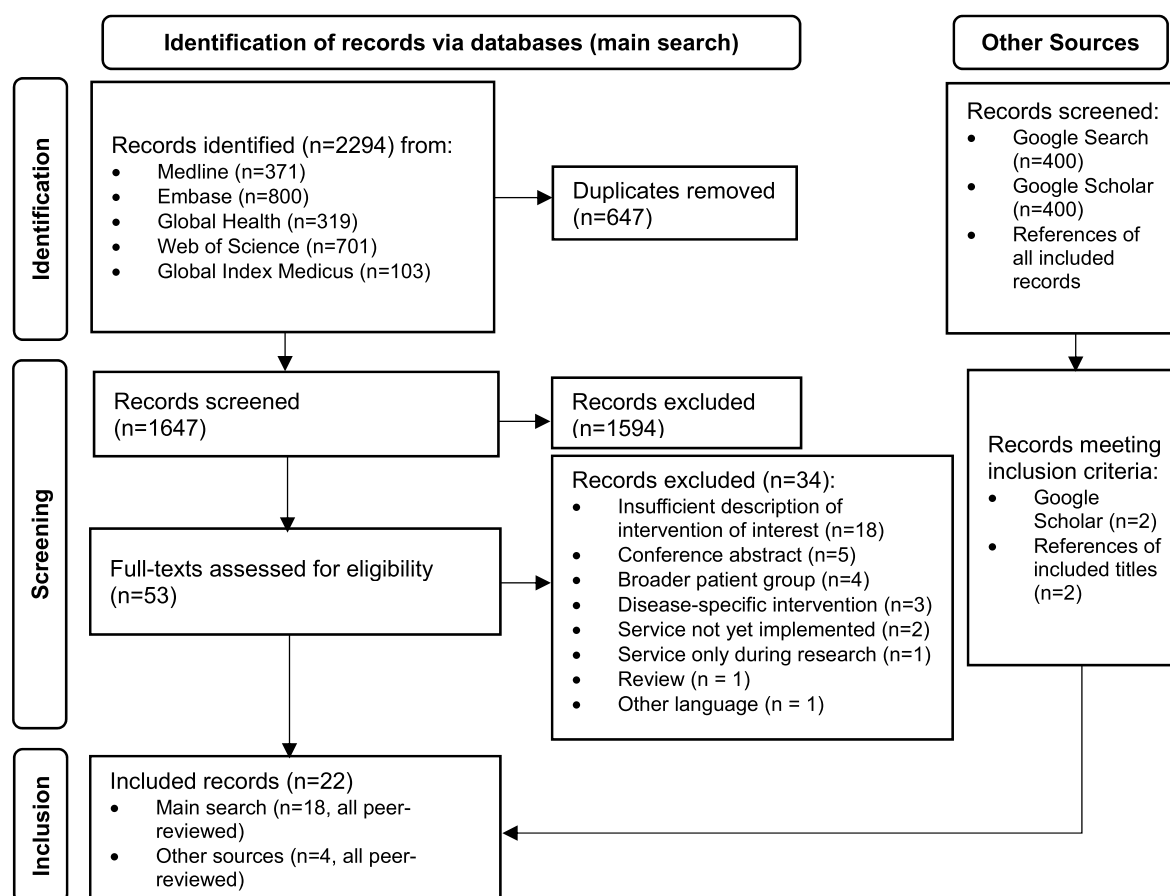 Identification of records via databases (main search)
Other Sources
Identification
Records identified (n=2294) from:
• Medline (n=371)
• Embase (n=800)
• Global Health (n=319)
• Web of Science (n=701)
• Global Index Medicus (n=103)
Duplicates removed
(n=647)
Records screened:
• Google Search
(n=400)
• Google Scholar
(n=400)
• References of
all included
records
Screening
Records screened
(n=1647)
Records excluded
(n=1594)
Full-texts assessed for eligibility
(n=53)
Records excluded (n=34):
• Insufficient description of
intervention of interest (n=18)
• Conference abstract (n=5)
• Broader patient group (n=4)
• Disease-specific intervention (n=3)
• Service not yet implemented (n=2)
• Service only during research (n=1)
• Review (n = 1)
• Other language (n = 1)
Records meeting
inclusion criteria:
• Google
Scholar (n=2)
• References of
included titles
(n=2)
Inclusion
Included records (n=22)
• Main search (n=18, all peer-
reviewed)
• Other sources (n=4, all peer-
reviewed)